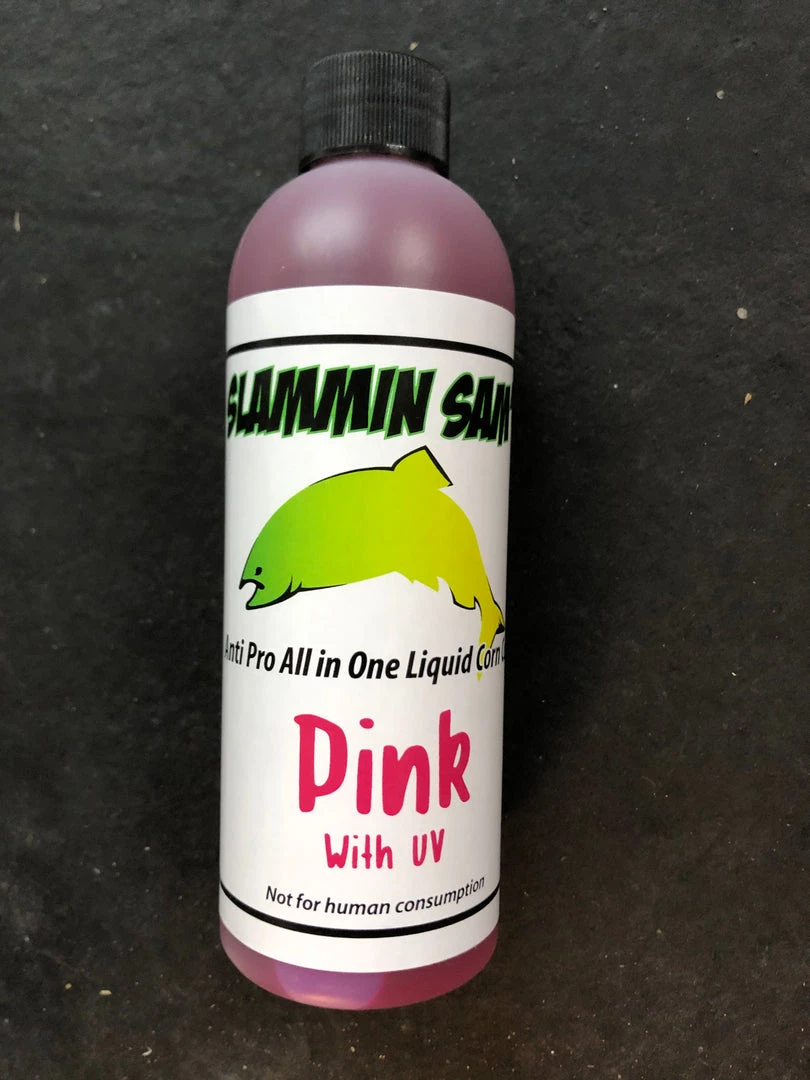 SLAMMIN SAM
Anti Pro All in One Liquid Corn
Pink
With UV
Not for human consumption